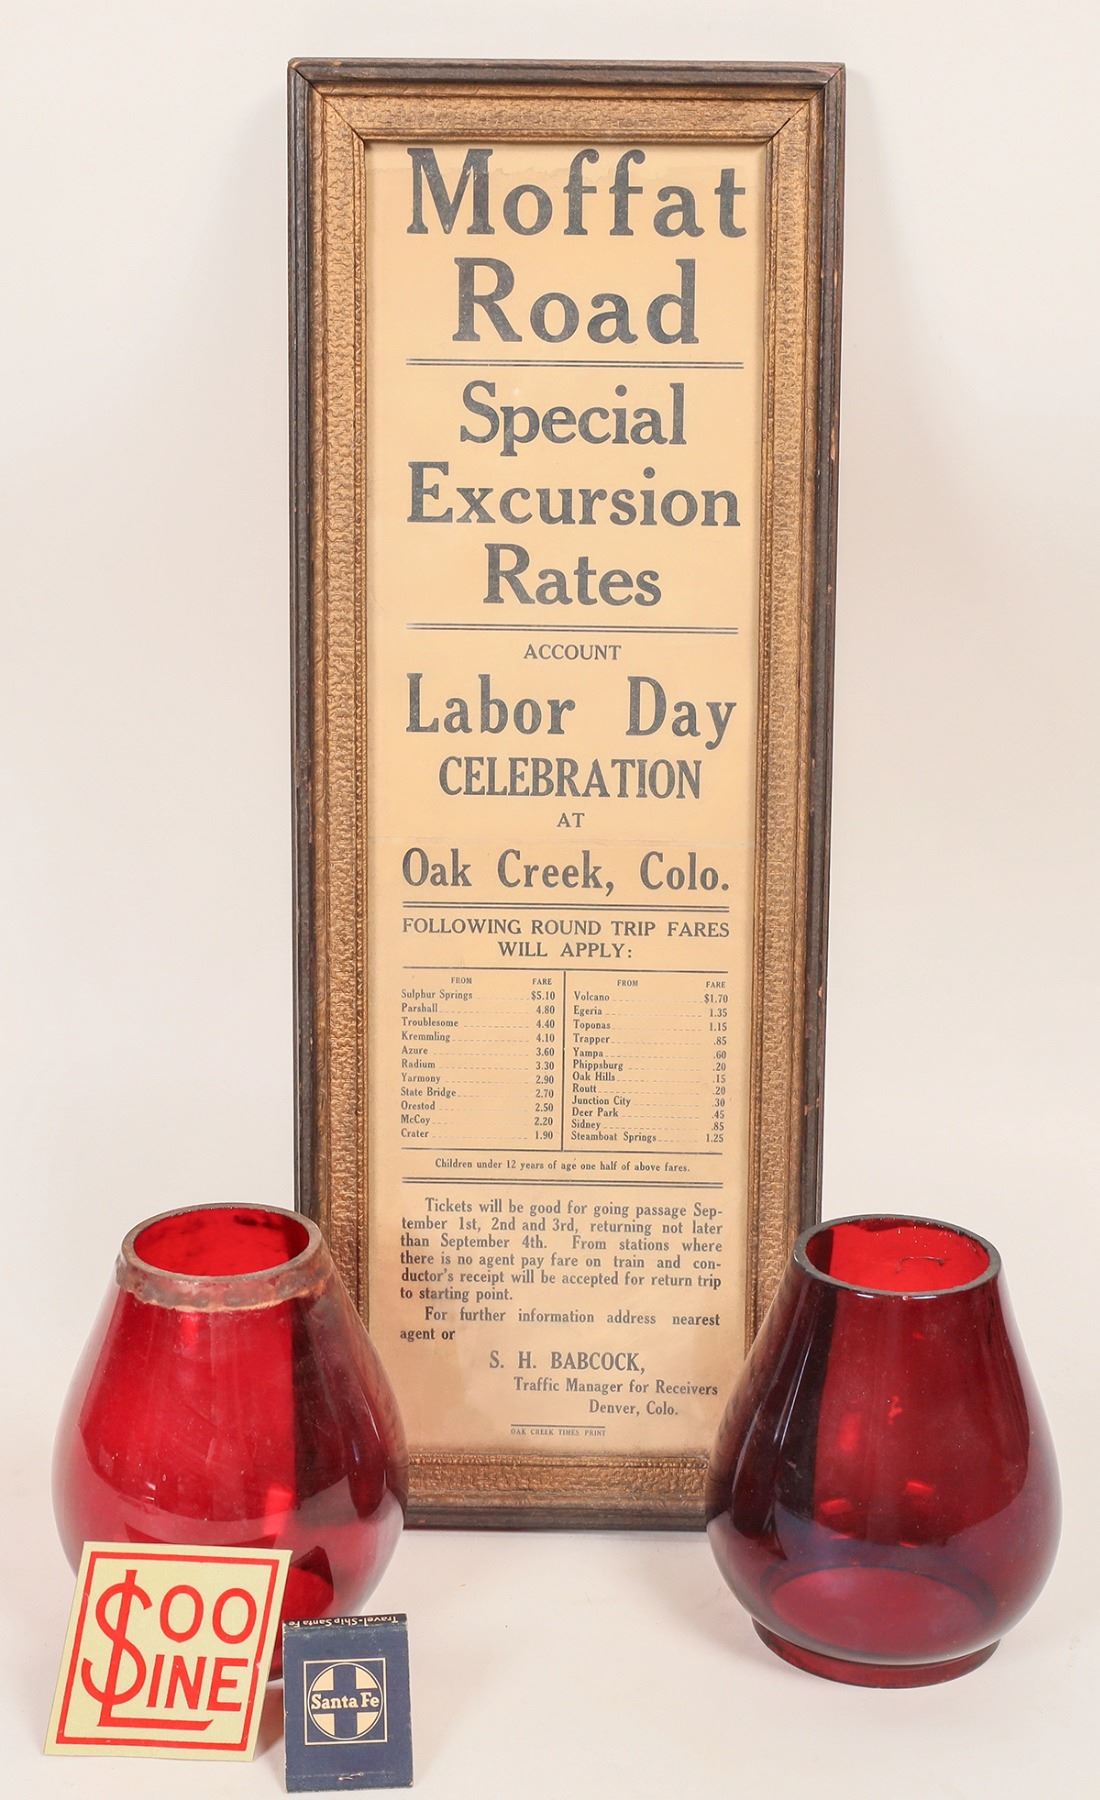 Moffat
Road
Special
Excursion
Rates
ACCOUNT
Labor Day
CELEBRATION
AT
Oak Creek, Colo.
FOLLOWING ROUND TRIP FARES
WILL APPLY:
FROM FARE
Sulphur Springs $5.10
Parshall 4.80
Troublesome 4.40
Kremmling 4.10
Azure 3.60
Radium 3.30
Yarmony 2.90
State Bridge 2.70
Orestod 2.50
McCoy 2.20
Crater 1.90
FROM FARE
Volcano $1.70
Egeria 1.35
Toponas 1.15
Trapper .85
Yampa .60
Phippsburg .20
Oak Hills .15
Routt .20
Junction City .30
Deer Park .45
Sidney .85
Steamboat Springs 1.25
Children under 12 years of age one half of above fares.
Tickets will be good for going passage Sep-
tember 1st, 2nd and 3rd, returning not later
than September 4th. From stations where
there is no agent pay fare on train and con-
ductor's receipt will be accepted for return trip
to starting point.
For further information address nearest
agent or
S. H. BABCOCK,
Traffic Manager for Receivers
Denver, Colo.
OAK CREEK TIMES PRINT
SOO
LINE
Travel-Ship Santa Fe
Santa Fe